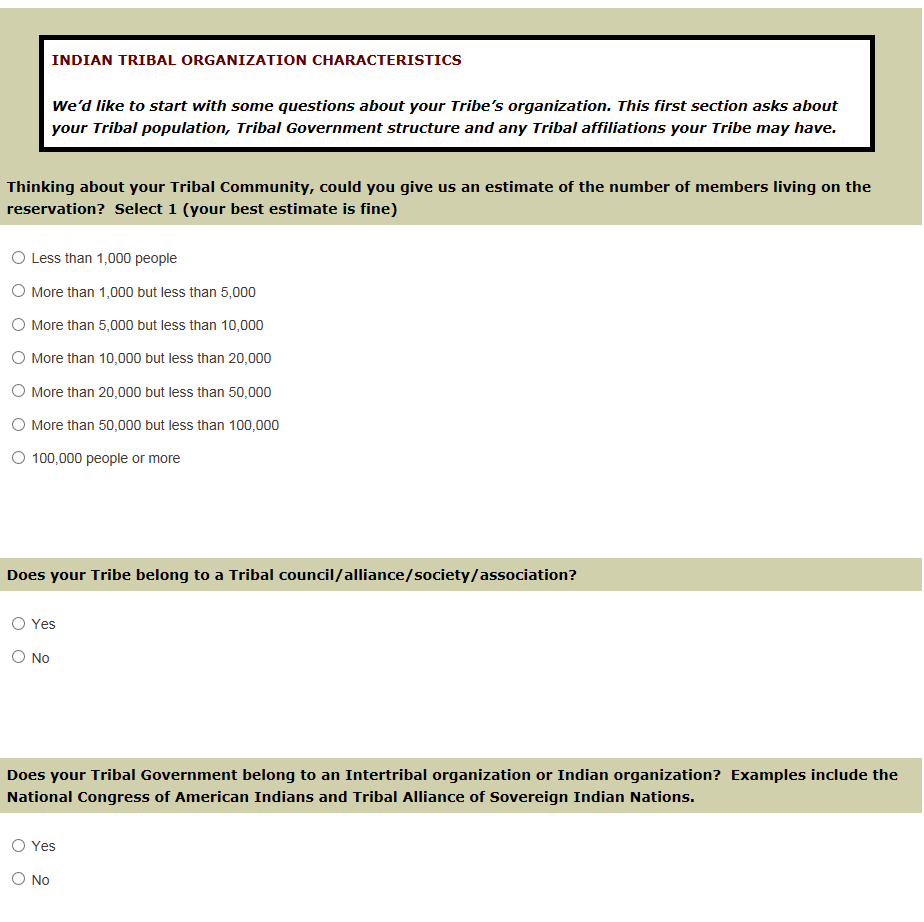 INDIAN TRIBAL ORGANIZATION CHARACTERISTICS
We’d like to start with some questions about your Tribe’s organization. This first section asks about
your Tribal population, Tribal Government structure and any Tribal affiliations your Tribe may have.
Thinking about your Tribal Community, could you give us an estimate of the number of members living on the
reservation?  Select 1 (your best estimate is fine)
Less than 1,000 people
More than 1,000 but less than 5,000
More than 5,000 but less than 10,000
More than 10,000 but less than 20,000
More than 20,000 but less than 50,000
More than 50,000 but less than 100,000
100,000 people or more
Does your Tribe belong to a Tribal council/alliance/society/association?
Yes
No
Does your Tribal Government belong to an Intertribal organization or Indian organization?  Examples include the
National Congress of American Indians and Tribal Alliance of Sovereign Indian Nations.
Yes
No